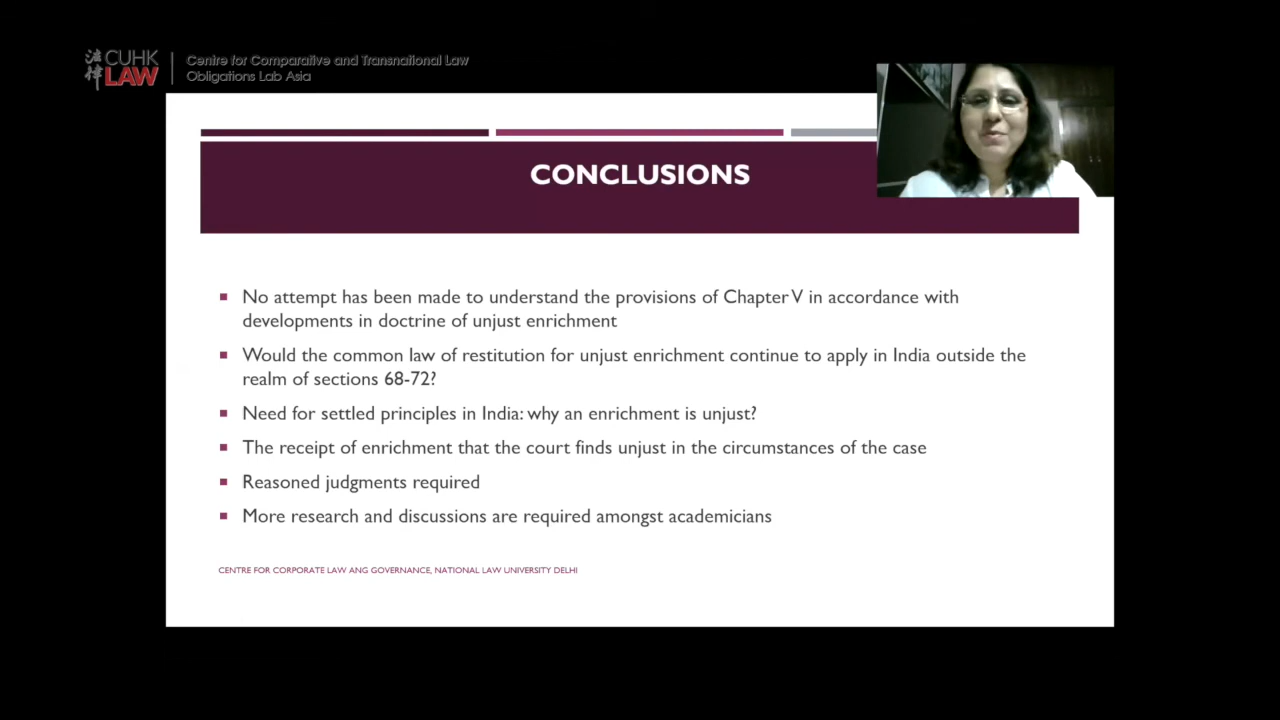 法律
CUHK
LAW
Centre for Comparative and Transnational Law
Obligations Lab Asia
CONCLUSIONS
No attempt has been made to understand the provisions of Chapter V in accordance with
developments in doctrine of unjust enrichment
Would the common law of restitution for unjust enrichment continue to apply in India outside the
realm of sections 68-72?
Need for settled principles in India: why an enrichment is unjust?
The receipt of enrichment that the court finds unjust in the circumstances of the case
Reasoned judgments required
More research and discussions are required amongst academicians
CENTRE FOR CORPORATE LAW ANG GOVERNANCE, NATIONAL LAW UNIVERSITY DELHI